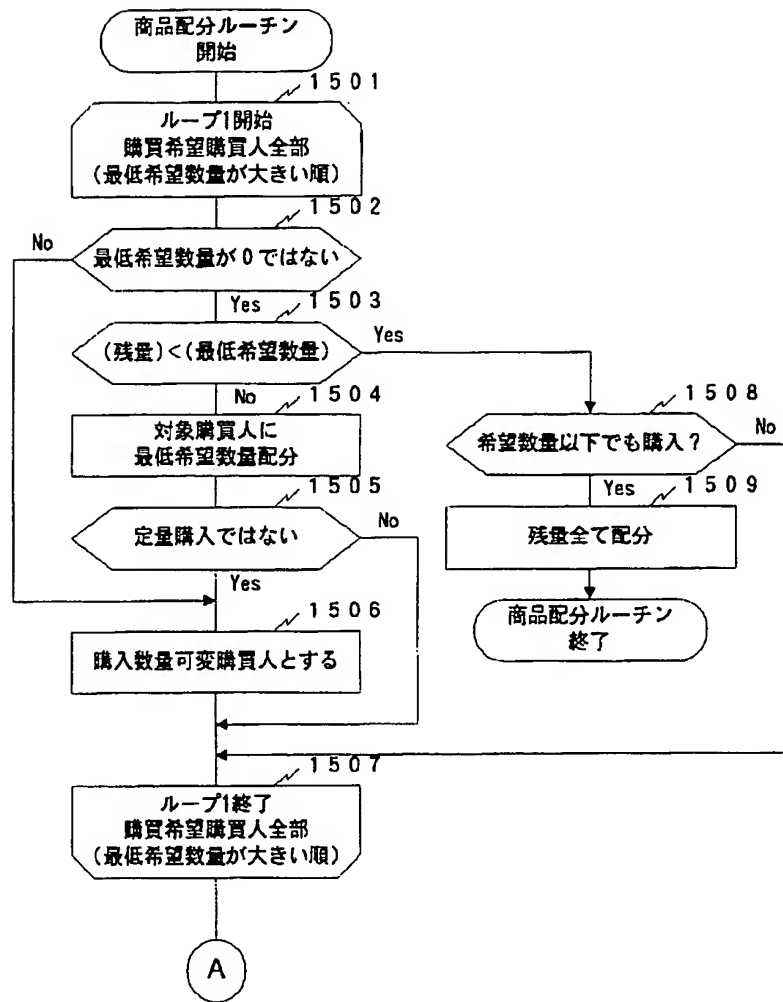 商品配分ルーチン
開始
1501
ループ1開始
購買希望購買人全部
(最低希望数量が大きい順)
1502
No
最低希望数量が0ではない
Yes
1503
(残量)<(最低希望数量)
Yes
No
1504
対象購買人に
最低希望数量配分
1505
定量購入ではない
No
Yes
1506
購入数量可変購買人とする
1508
希望数量以下でも購入?
No
Yes
1509
残量全て配分
商品配分ルーチン
終了
1507
ループ1終了
購買希望購買人全部
(最低希望数量が大きい順)
A